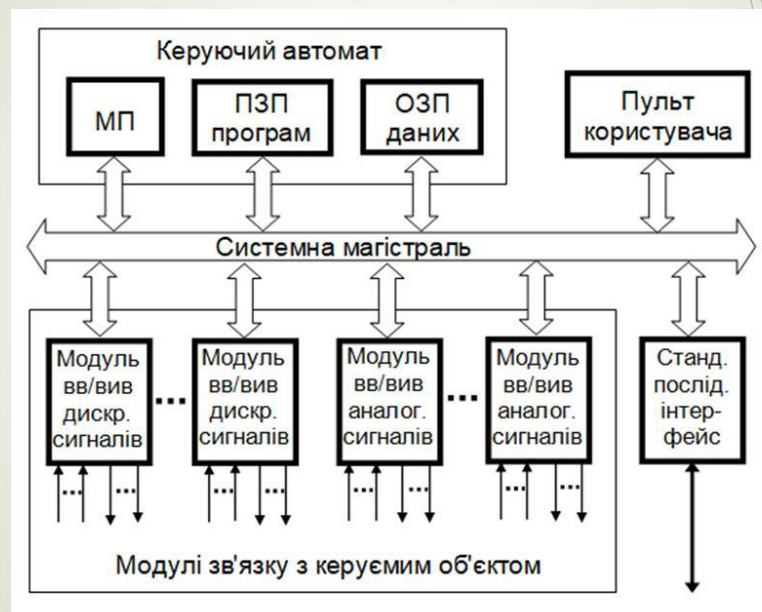 Керуючий автомат
МП
ПЗП
програм
ОЗП
даних
Пульт
користувача
Системна магістраль
Модуль
вв/вив
дискр.
сигналів
Модуль
вв/вив
дискр.
сигналів
Модуль
вв/вив
аналог.
сигналів
Модуль
вв/вив
аналог.
сигналів
Станд.
послід.
інтер-
фейс
Модулі зв'язку з керуємим об'єктом